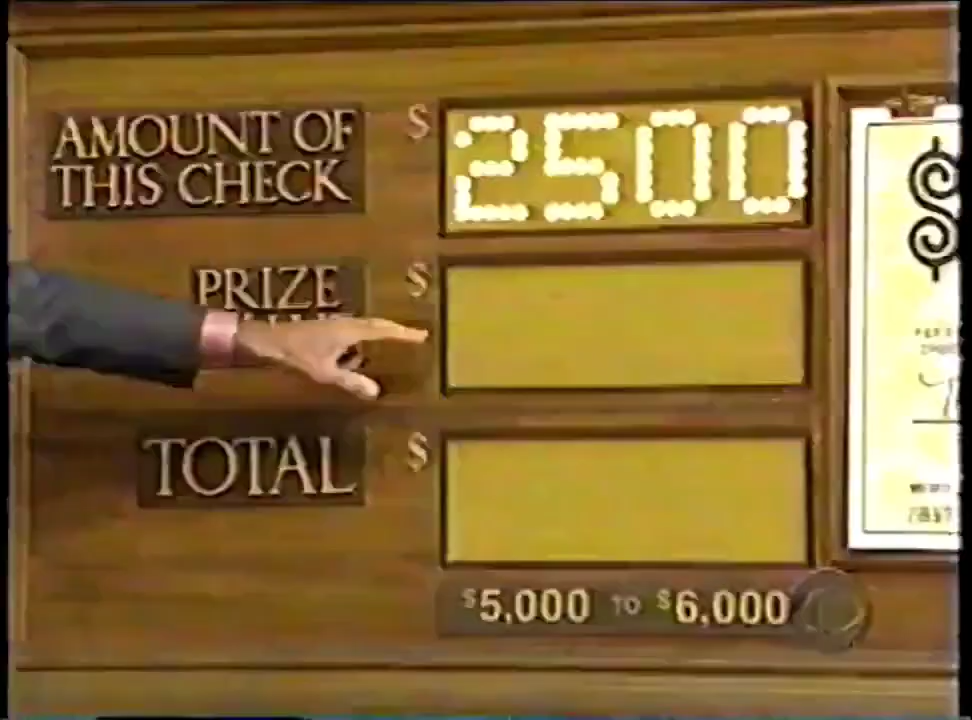 AMOUNT OF
THIS CHECK
$ 2500
PRIZE
$
TOTAL
$
$5,000 TO $6,000